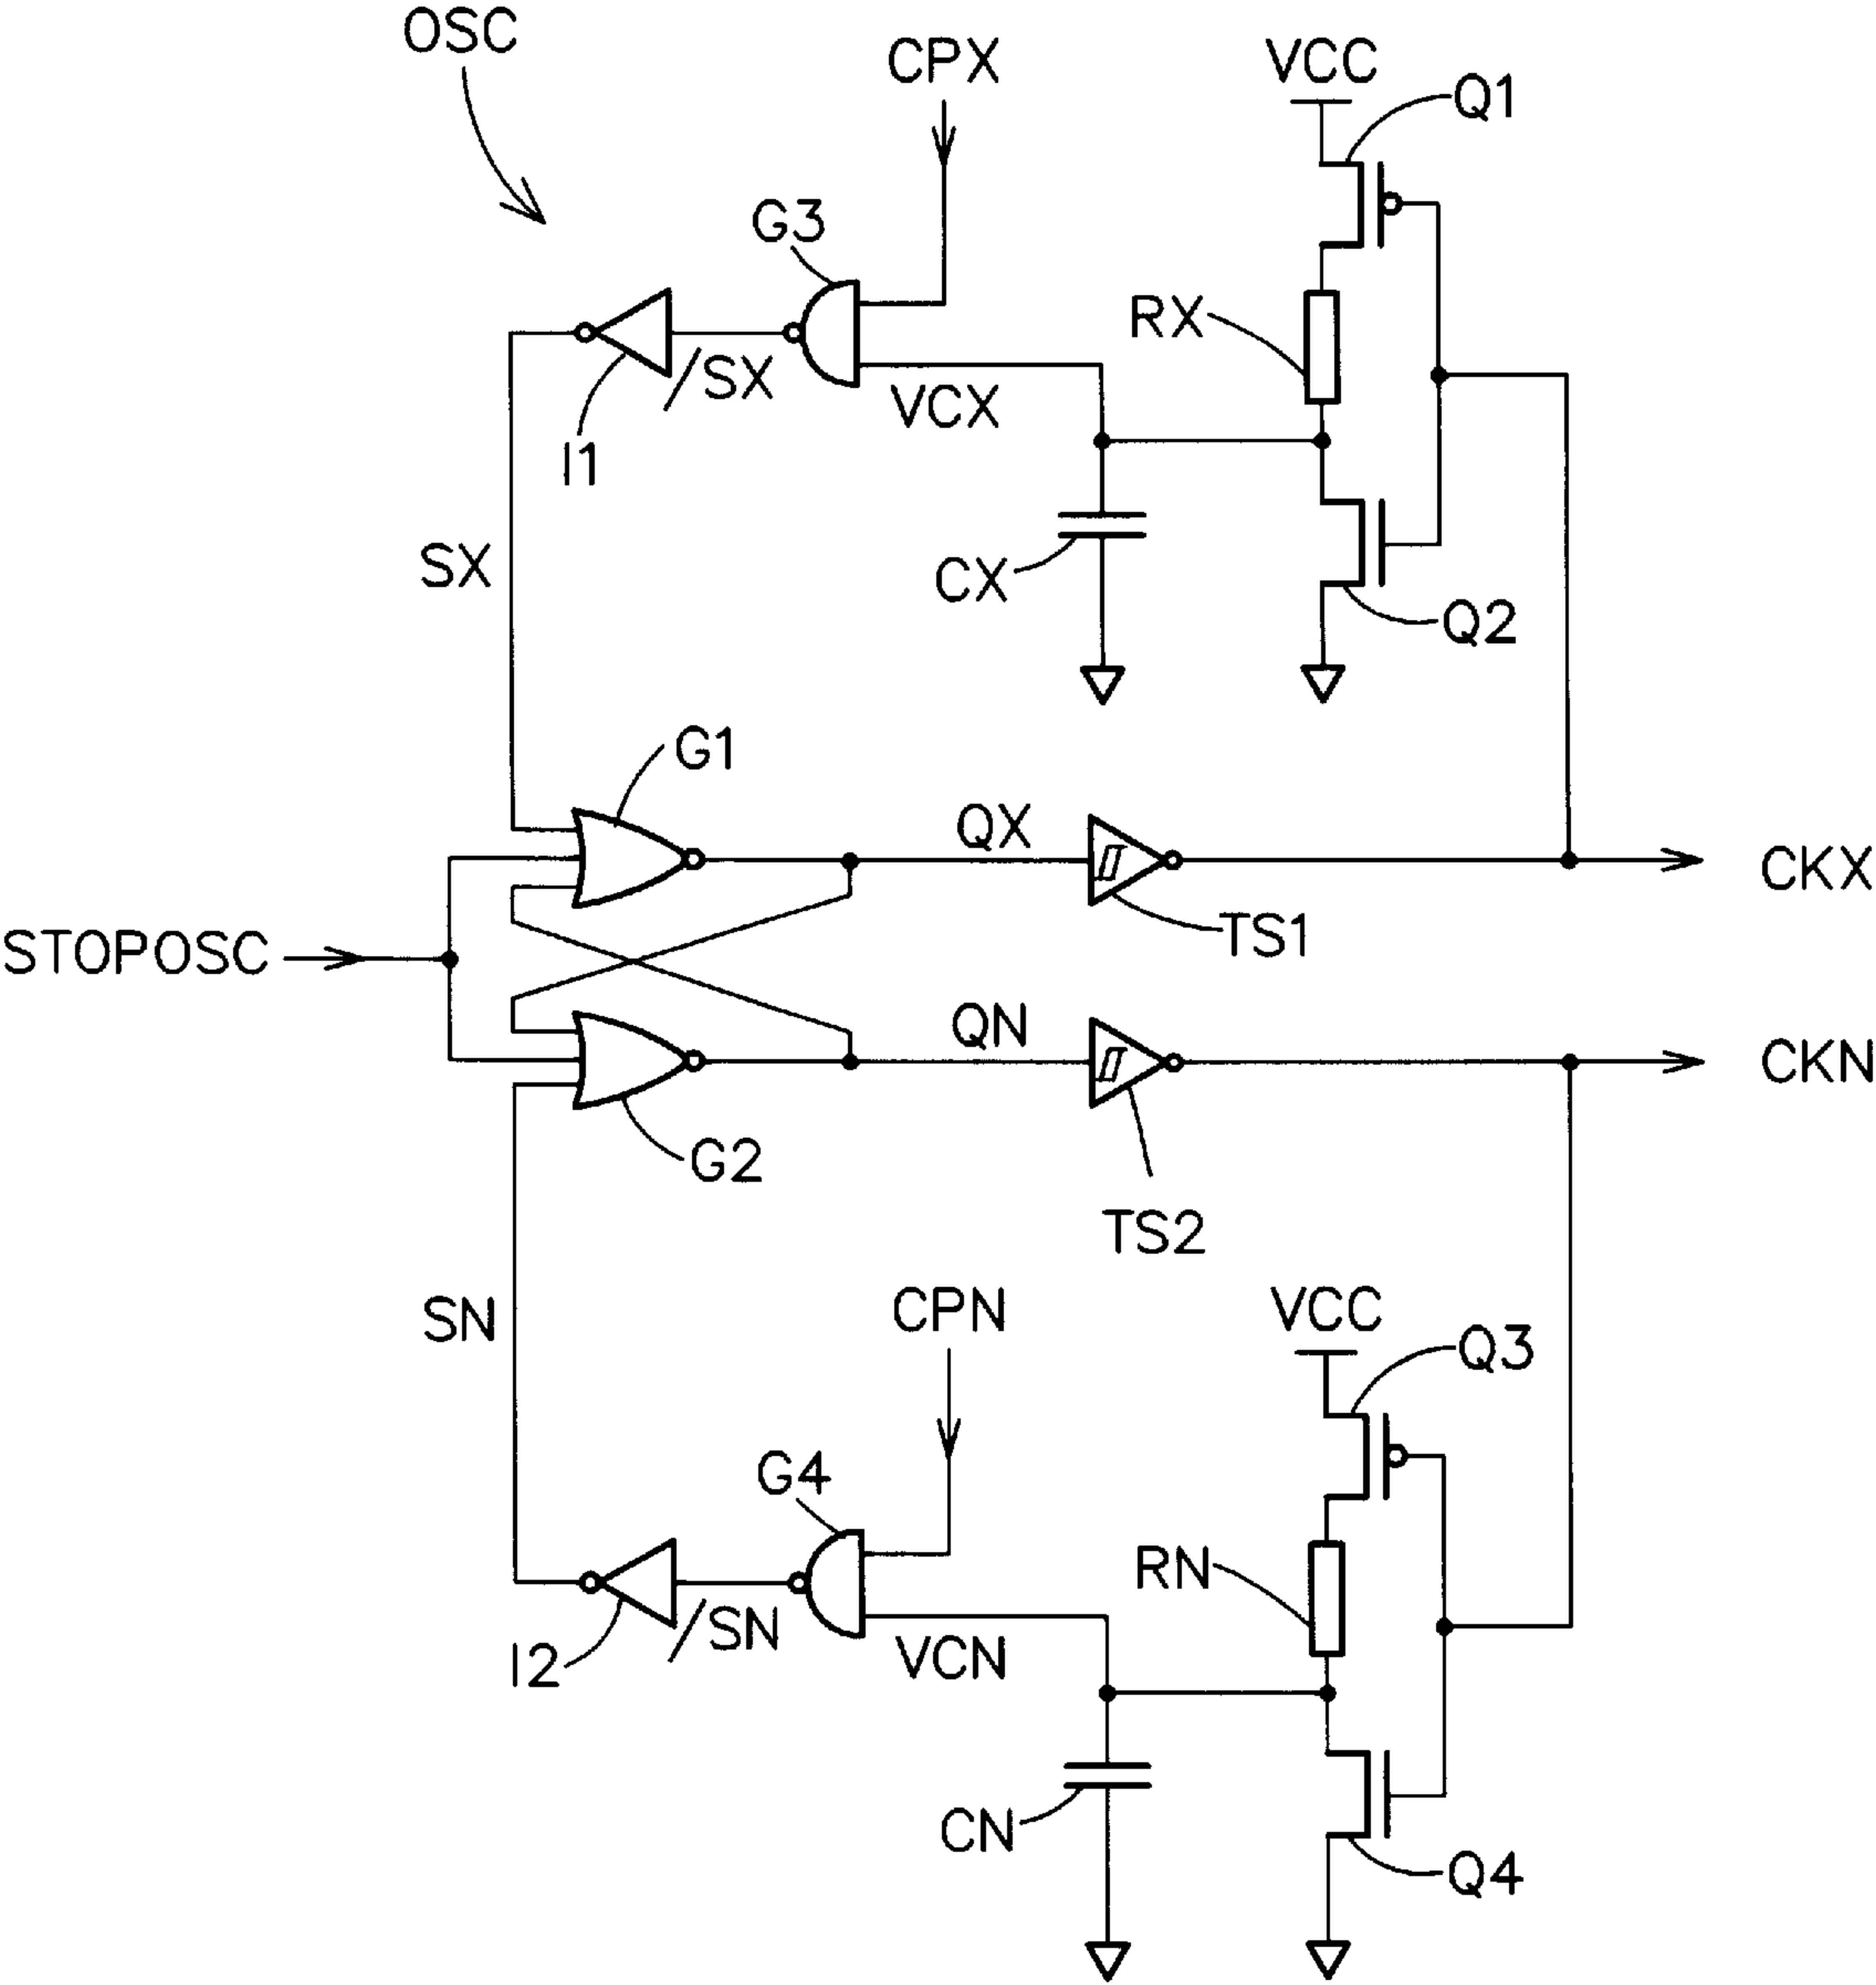 OSC
CPX
VCC
Q1
G3
RX
/SX
VCX
I1
SX
CX
Q2
G1
QX
CKX
TS1
STOPOSC
QN
CKN
G2
TS2
SN
CPN
VCC
Q3
G4
RN
/SN
VCN
I2
CN
Q4